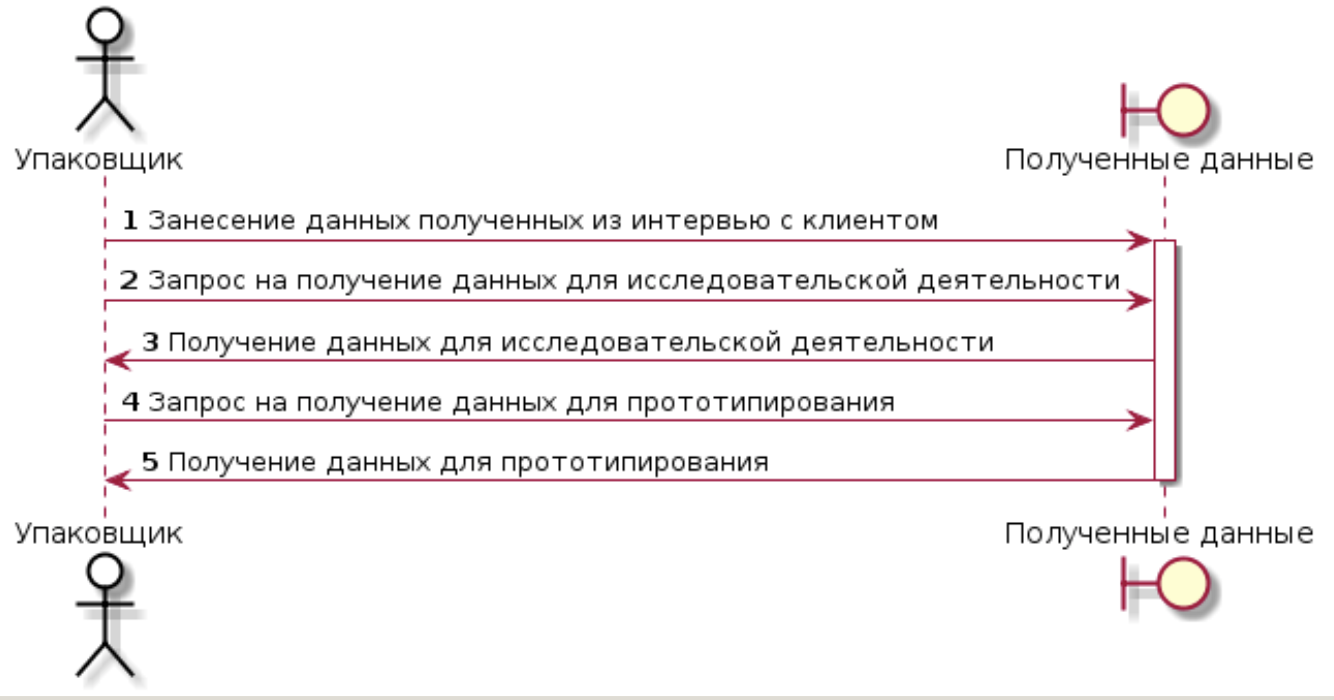 Упаковщик
Полученные данные
1 Занесение данных полученных из интервью с клиентом
2 Запрос на получение данных для исследовательской деятельности
3 Получение данных для исследовательской деятельности
4 Запрос на получение данных для прототипирования
5 Получение данных для прототипирования
Упаковщик
Полученные данные